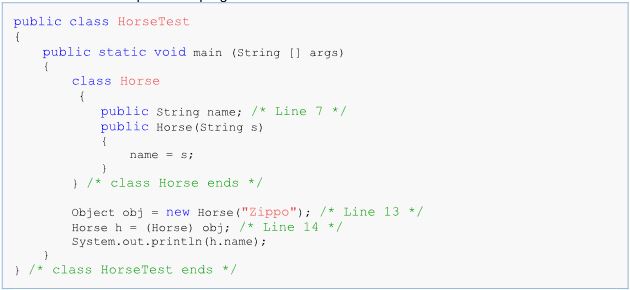 public class HorseTest
{
    public static void main (String [] args)
    {
        class Horse
        {
            public String name; /* Line 7 */
            public Horse(String s)
            {
                name = s;
            }
        } /* class Horse ends */

        Object obj = new Horse("Zippo"); /* Line 13 */
        Horse h = (Horse) obj; /* Line 14 */
        System.out.println(h.name);
    }
} /* class HorseTest ends */